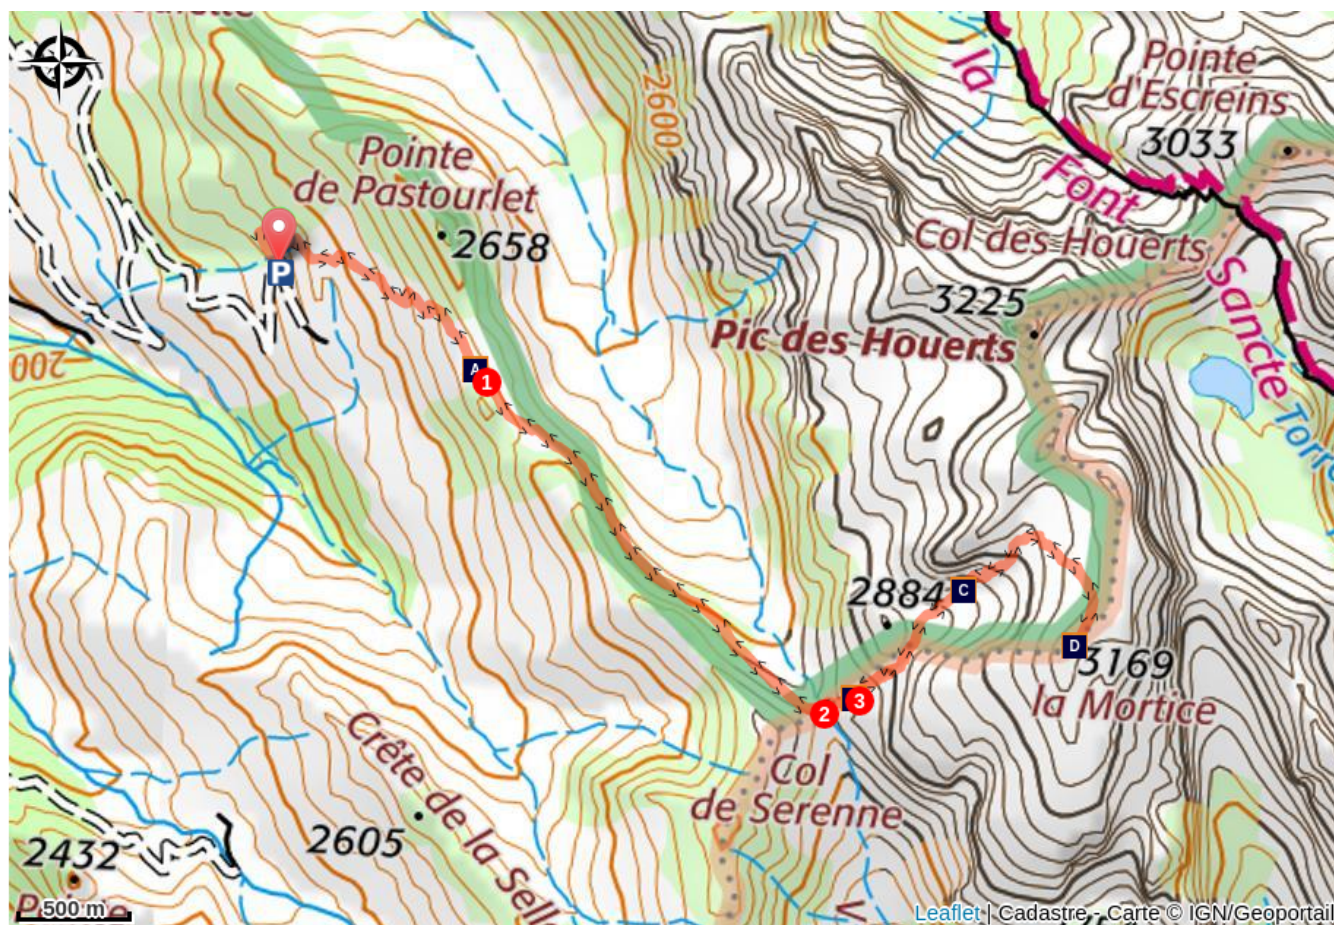 la
Pointe
d'Escreins
3033
2600
Pointe
de Pastourlet
2658
Font
Sancte
Col des Houerts
3225
Pic des Houerts
P
200
A
1
Torre
2884
C
D
3169
la Mortice
2
3
Col
de Serenne
Crête de la Selle
2605
2432
500 m
Leaflet | Cadastre - Carte © IGN/Geoportail